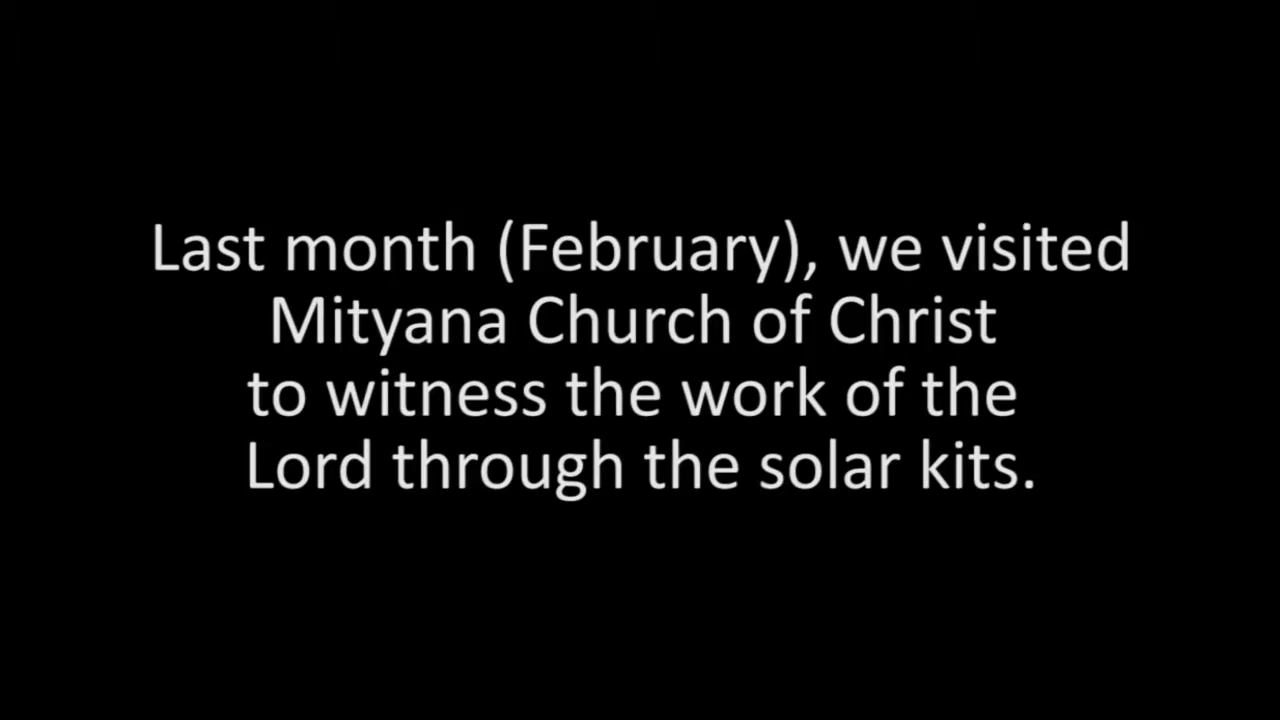 Last month (February), we visited
Mityana Church of Christ
to witness the work of the
Lord through the solar kits.